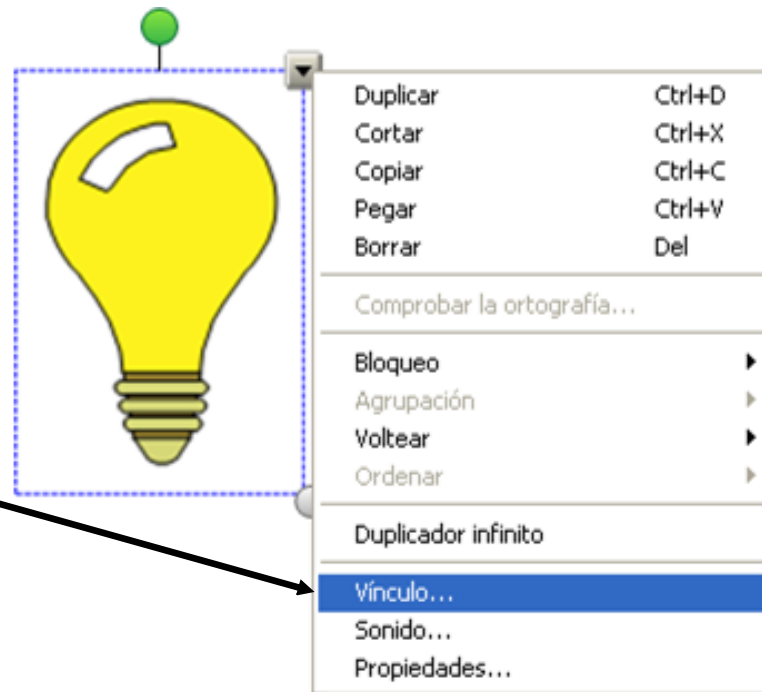 Duplicar Ctrl+D
Cortar Ctrl+X
Copiar Ctrl+C
Pegar Ctrl+V
Borrar Del
Comprobar la ortografía...
Bloqueo
Agrupación
Voltear
Ordenar
Duplicador infinito
Vínculo...
Sonido...
Propiedades...